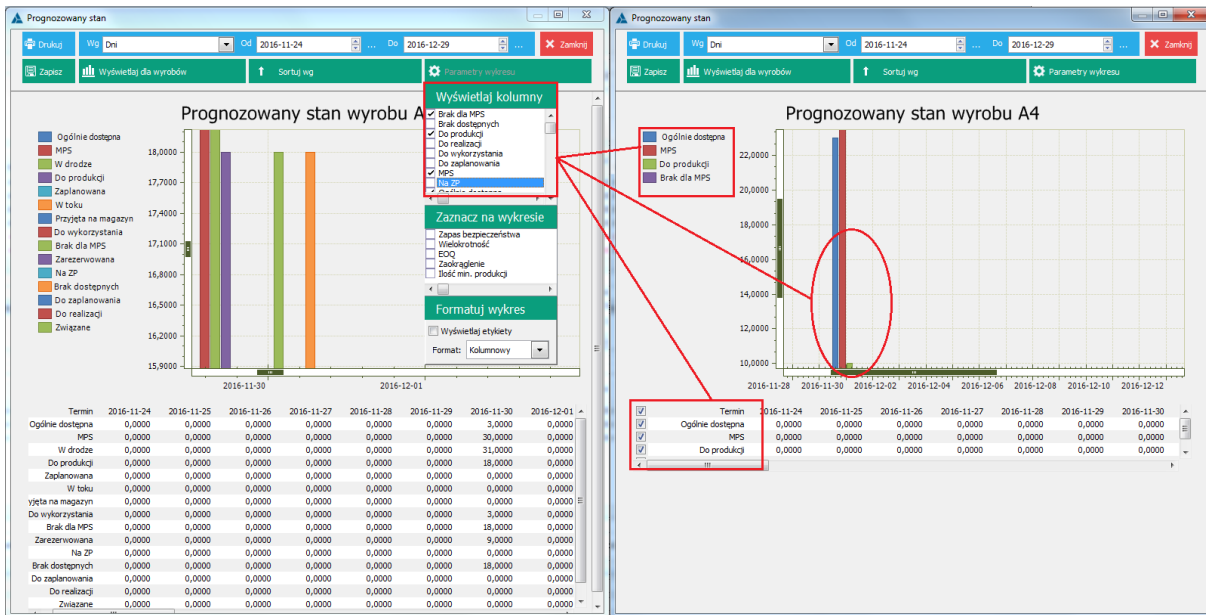 Prognozowany stan
Drukuj Wg Dni Od 2016-11-24 ... Do 2016-12-29 ... Zamknij
Zapisz Wyświetlaj dla wyrobów Sortuj wg Parametry wykresu
Prognozowany stan wyrobu A
Ogólnie dostępna
MPS
W drodze
Do produkcji
Zaplanowana
W toku
Przyjęta na magazyn
Do wykorzystania
Brak dla MPS
Zarezerwowana
Na ZP
Brak dostępnych
Do zaplanowania
Do realizacji
Związane
18,0000
17,7000
17,4000
17,1000
16,8000
16,5000
16,2000
15,9000
2016-11-30 2016-12-01
Wyświetlaj kolumny
Brak dla MPS
Brak dostępnych
Do produkcji
Do realizacji
Do wykorzystania
Do zaplanowania
MPS
Na ZP
Ogólnie dostępna
Zaznacz na wykresie
Zapas bezpieczeństwa
Wielokrotność
EOQ
Zaokrąglenie
Ilość min. produkcji
Formatuj wykres
Wyświetlaj etykiety
Format: Kolumnowy
Termin 2016-11-24 2016-11-25 2016-11-26 2016-11-27 2016-11-28 2016-11-29 2016-11-30 2016-12-01
Ogólnie dostępna 0,0000 0,0000 0,0000 0,0000 0,0000 0,0000 3,0000 0,0000
MPS 0,0000 0,0000 0,0000 0,0000 0,0000 0,0000 30,0000 0,0000
W drodze 0,0000 0,0000 0,0000 0,0000 0,0000 0,0000 31,0000 0,0000
Do produkcji 0,0000 0,0000 0,0000 0,0000 0,0000 0,0000 18,0000 0,0000
Zaplanowana 0,0000 0,0000 0,0000 0,0000 0,0000 0,0000 0,0000 0,0000
W toku 0,0000 0,0000 0,0000 0,0000 0,0000 0,0000 0,0000 0,0000
yjęta na magazyn 0,0000 0,0000 0,0000 0,0000 0,0000 0,0000 0,0000 0,0000
Do wykorzystania 0,0000 0,0000 0,0000 0,0000 0,0000 0,0000 3,0000 0,0000
Brak dla MPS 0,0000 0,0000 0,0000 0,0000 0,0000 0,0000 18,0000 0,0000
Zarezerwowana 0,0000 0,0000 0,0000 0,0000 0,0000 0,0000 9,0000 0,0000
Na ZP 0,0000 0,0000 0,0000 0,0000 0,0000 0,0000 0,0000 0,0000
Brak dostępnych 0,0000 0,0000 0,0000 0,0000 0,0000 0,0000 18,0000 0,0000
Do zaplanowania 0,0000 0,0000 0,0000 0,0000 0,0000 0,0000 0,0000 0,0000
Do realizacji 0,0000 0,0000 0,0000 0,0000 0,0000 0,0000 0,0000 0,0000
Związane 0,0000 0,0000 0,0000 0,0000 0,0000 0,0000 0,0000 0,0000
Prognozowany stan
Drukuj Wg Dni Od 2016-11-24 ... Do 2016-12-29 ... Zamknij
Zapisz Wyświetlaj dla wyrobów Sortuj wg Parametry wykresu
Prognozowany stan wyrobu A4
Ogólnie dostępna
MPS
Do produkcji
Brak dla MPS
22,0000
20,0000
18,0000
16,0000
14,0000
12,0000
10,0000
2016-11-28 2016-11-30 2016-12-02 2016-12-04 2016-12-06 2016-12-08 2016-12-10 2016-12-12
Termin 2016-11-24 2016-11-25 2016-11-26 2016-11-27 2016-11-28 2016-11-29 2016-11-30
Ogólnie dostępna 0,0000 0,0000 0,0000 0,0000 0,0000 0,0000 3,0000
MPS 0,0000 0,0000 0,0000 0,0000 0,0000 0,0000 30,0000
Do produkcji 0,0000 0,0000 0,0000 0,0000 0,0000 0,0000 18,0000